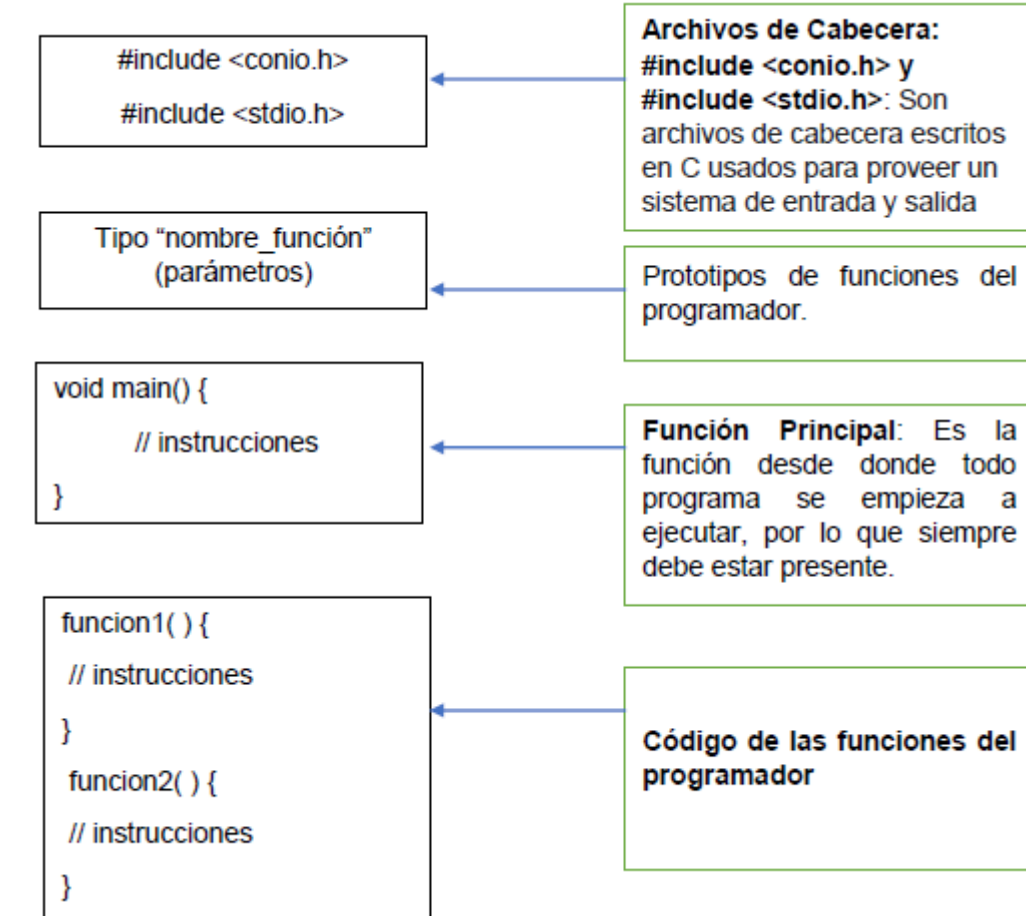 #include <conio.h>
#include <stdio.h>
Archivos de Cabecera:
#include <conio.h> y
#include <stdio.h>: Son
archivos de cabecera escritos
en C usados para proveer un
sistema de entrada y salida
Tipo “nombre_función”
(parámetros)
Prototipos de funciones del
programador.
void main() {
// instrucciones
}
Función Principal: Es la
función desde donde todo
programa se empieza a
ejecutar, por lo que siempre
debe estar presente.
funcion1( ) {
// instrucciones
}
funcion2( ) {
// instrucciones
}
Código de las funciones del
programador